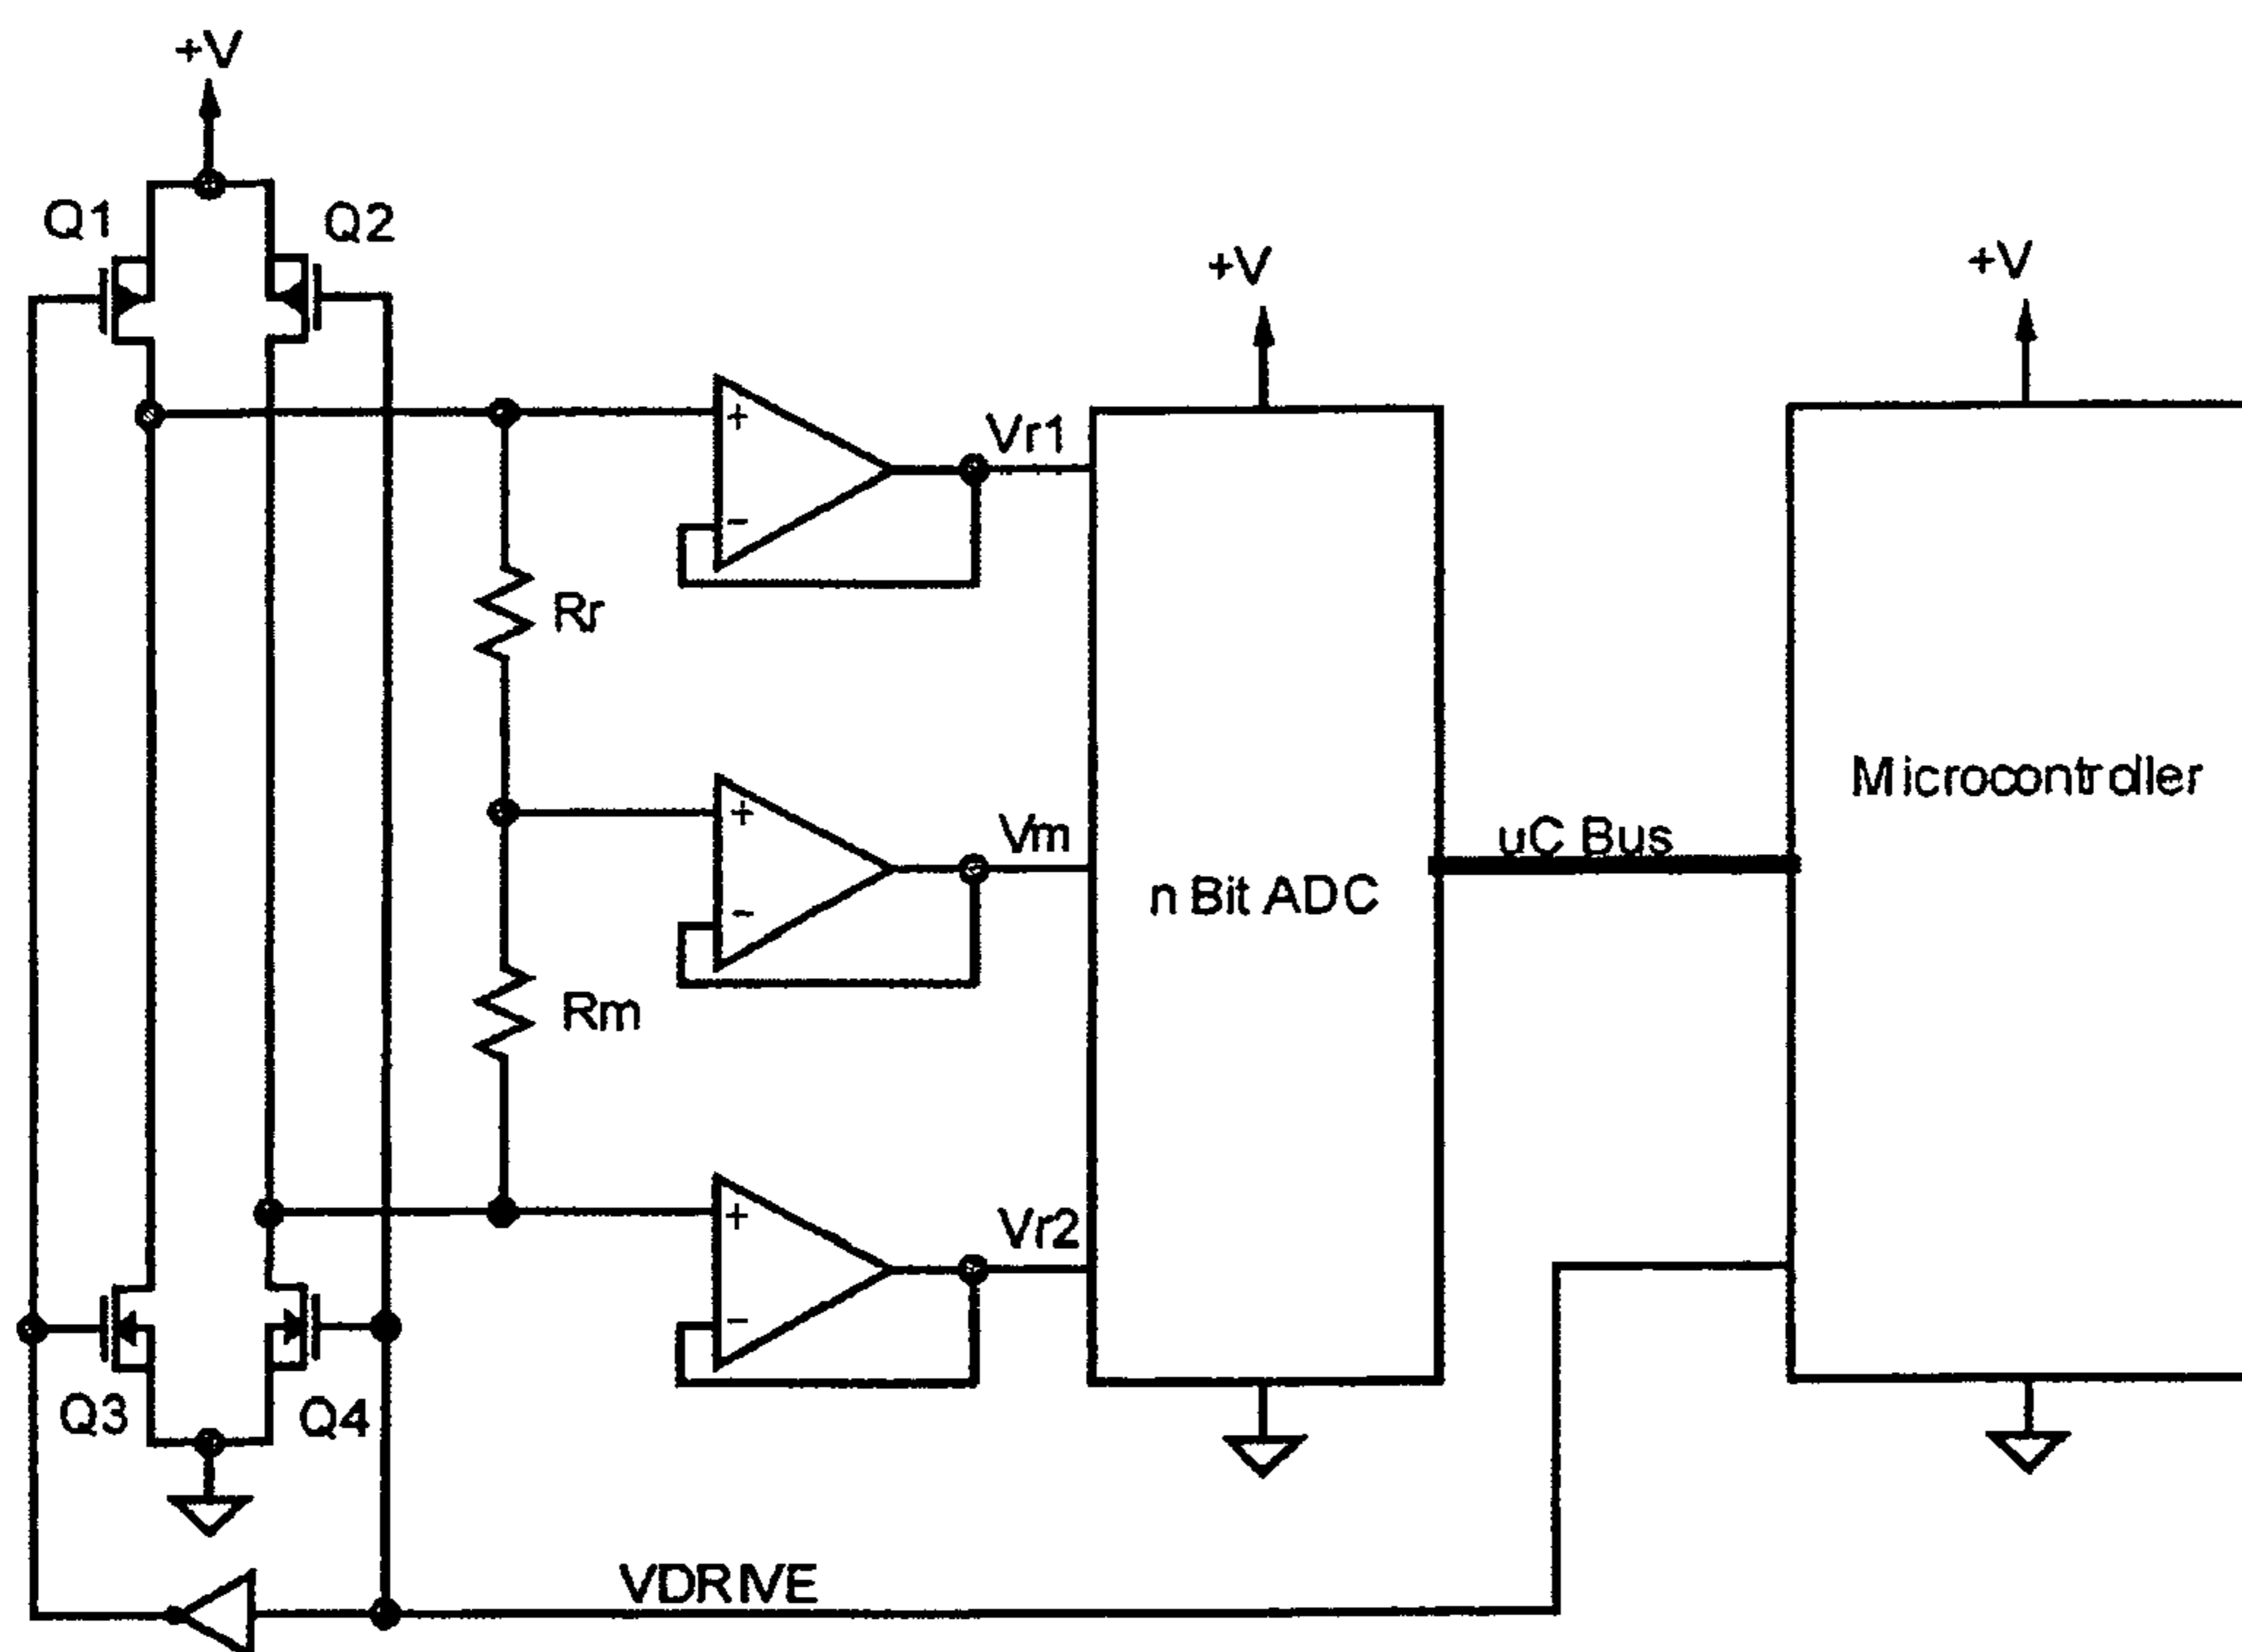 +V
Q1
Q2
+V
+V
+
Vr1
-
Rr
Microcontroller
+
Vm
uC Bus
n Bit ADC
-
Rm
+
Vr2
-
Q3
Q4
VDRIVE